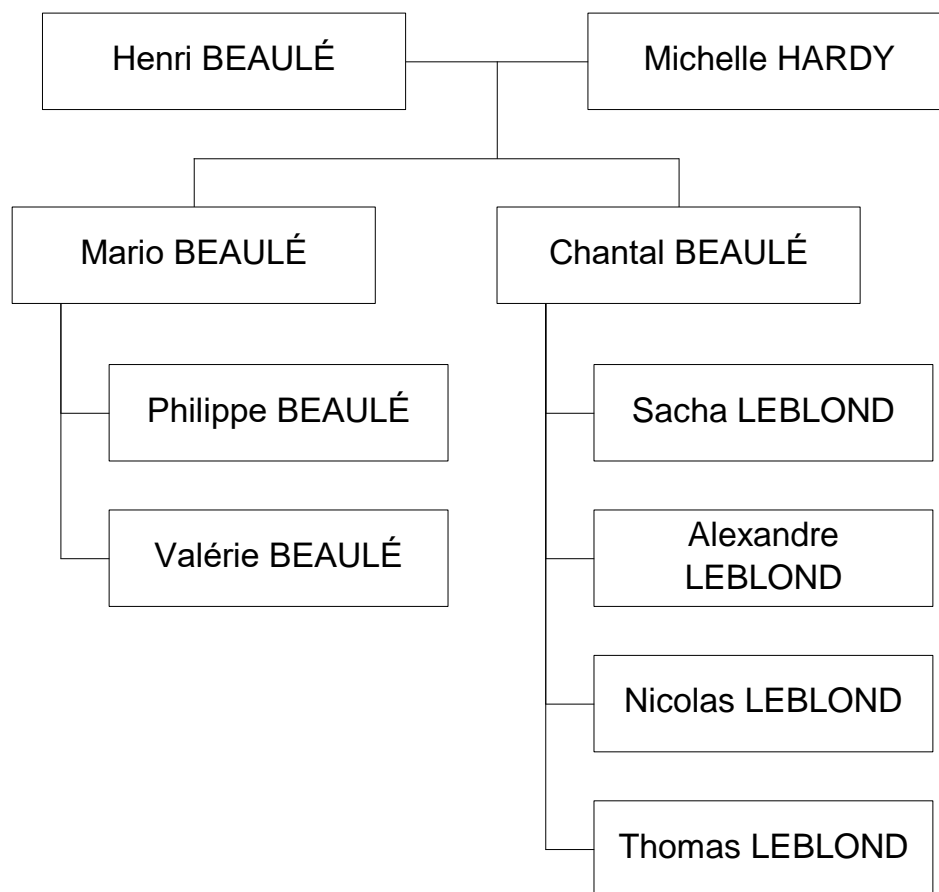 Henri BEAULÉ
Michelle HARDY
Mario BEAULÉ
Chantal BEAULÉ
Philippe BEAULÉ
Sacha LEBLOND
Valérie BEAULÉ
Alexandre
LEBLOND
Nicolas LEBLOND
Thomas LEBLOND